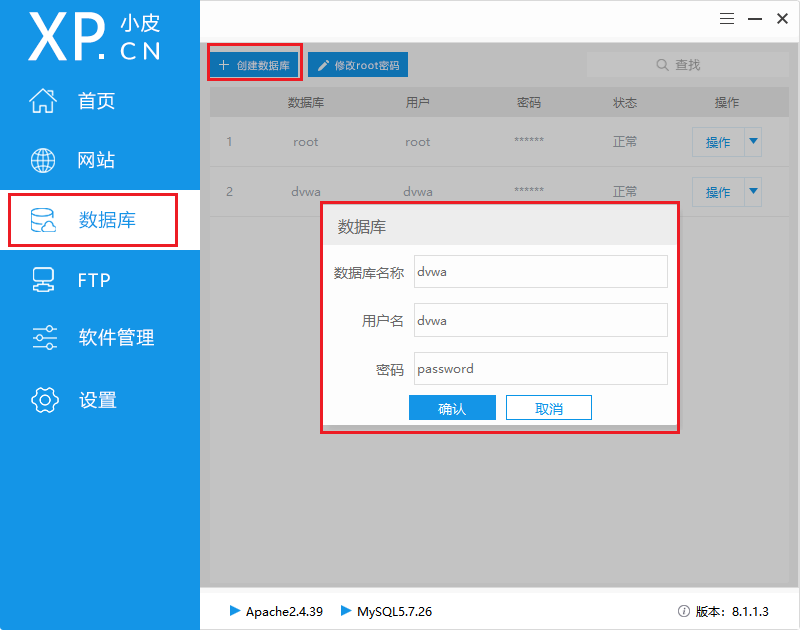 XP.小皮
CN
首页
网站
数据库
FTP
软件管理
设置
创建数据库 修改root密码 查找
数据库 用户 密码 状态 操作
1 root root ****** 正常 操作
2 dvwa dvwa ****** 正常 操作
数据库
数据库名称 dvwa
用户名 dvwa
密码 password
确认 取消
Apache2.4.39 MySQL5.7.26 版本：8.1.1.3